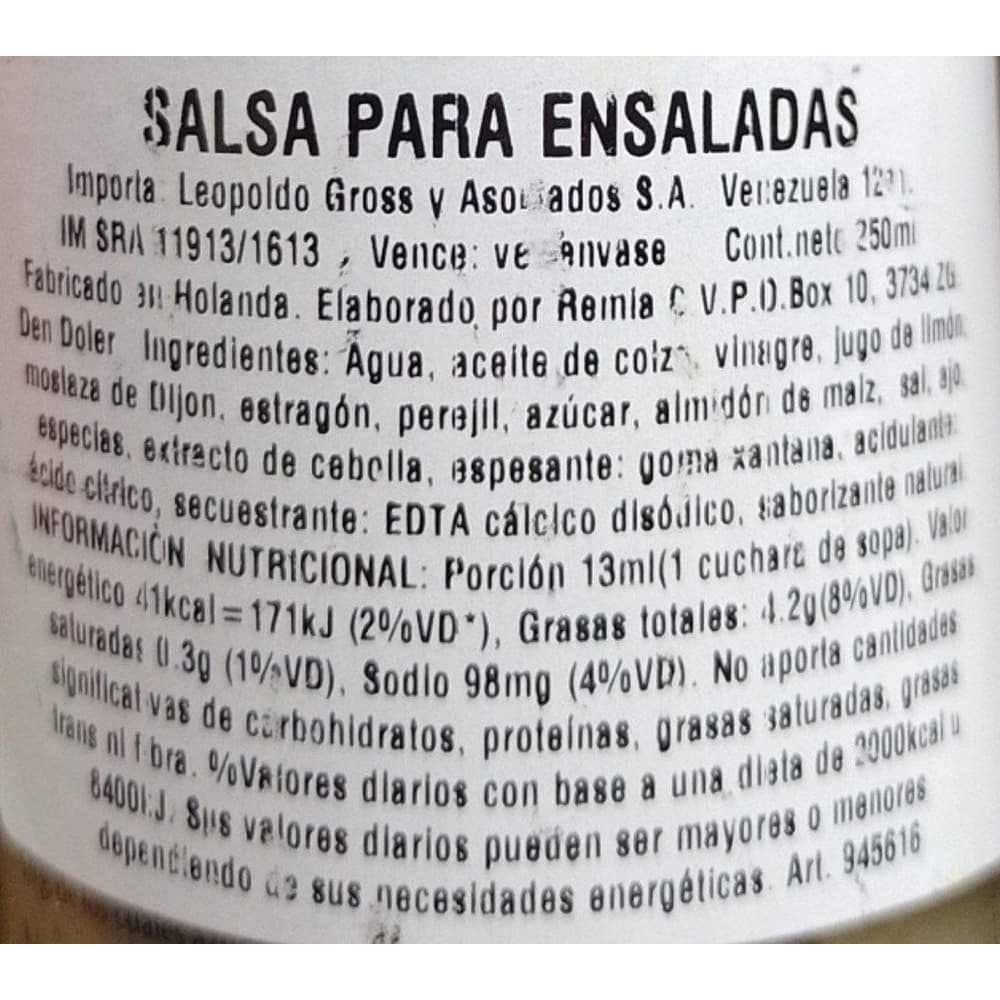 SALSA PARA ENSALADAS
Importa: Leopoldo Gross y Asociados S.A. Venezuela
IM SRA 11913/1613, Vence: ver envase Cont.neto 250ml
Fabricado en Holanda. Elaborado por Remia C.V.P.O.Box 10, 3734 ZG
Den Doler Ingredientes: Agua, aceite de colza, vinagre, jugo de limón,
mostaza de Dijon, estragón, perejil, azúcar, almidón de maiz, sal, ajo,
especias, extracto de cebolla, espesante: goma xantana, acidulante:
ácido cítrico, secuestrante: EDTA cálcico disódico, saborizante natural
INFORMACIÓN NUTRICIONAL: Porción 13ml(1 cuchara de sopa). Valor
energético 41kcal=171kJ (2%VD*), Grasas totales: 4.2g(8%VD), Grasas
saturadas 0.3g (1%VD), Sodio 98mg (4%VD). No aporta cantidades
significativas de carbohidratos, proteínas, grasas saturadas, grasas
trans ni fibra. %Valores diarios con base a una dieta de 2000kcal u
8400kJ. Sus valores diarios pueden ser mayores o menores
dependiendo de sus necesidades energéticas. Art. 945616